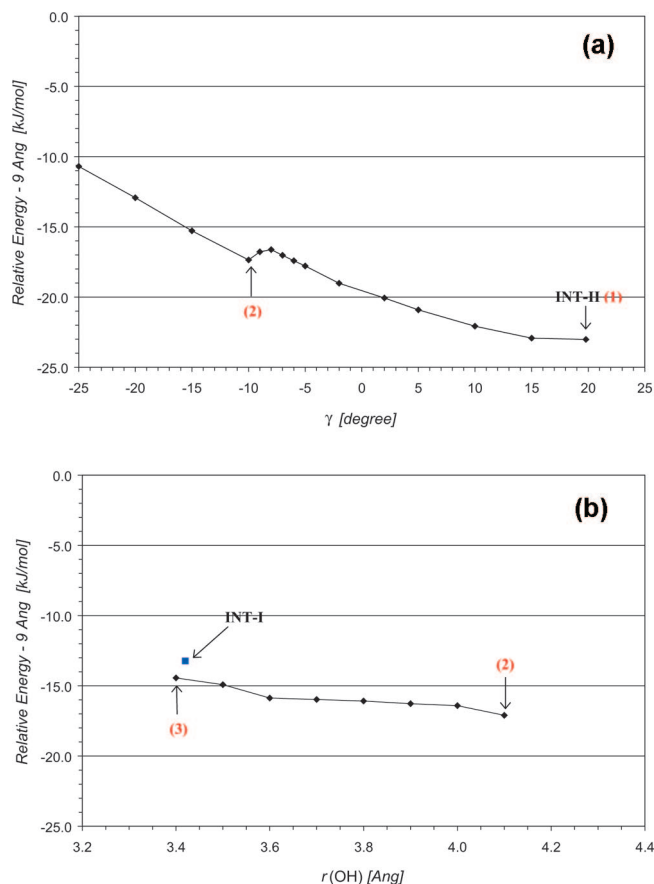 0.0
(a)
-5.0
-10.0
-15.0
-20.0
-25.0
Relative Energy - 9 Ang [kJ/mol]
(2)
INT-II (1)
-25 -20 -15 -10 -5 0 5 10 15 20 25
γ [degree]
0.0
(b)
-5.0
-10.0
-15.0
-20.0
-25.0
Relative Energy - 9 Ang [kJ/mol]
INT-I
(2)
(3)
3.2 3.4 3.6 3.8 4.0 4.2 4.4
r(OH) [Ang]